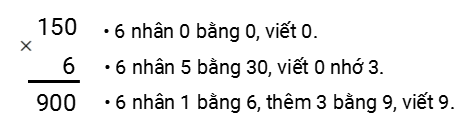 150 • 6 nhân 0 bằng 0, viết 0.
×
6 • 6 nhân 5 bằng 30, viết 0 nhớ 3.
900 • 6 nhân 1 bằng 6, thêm 3 bằng 9, viết 9.